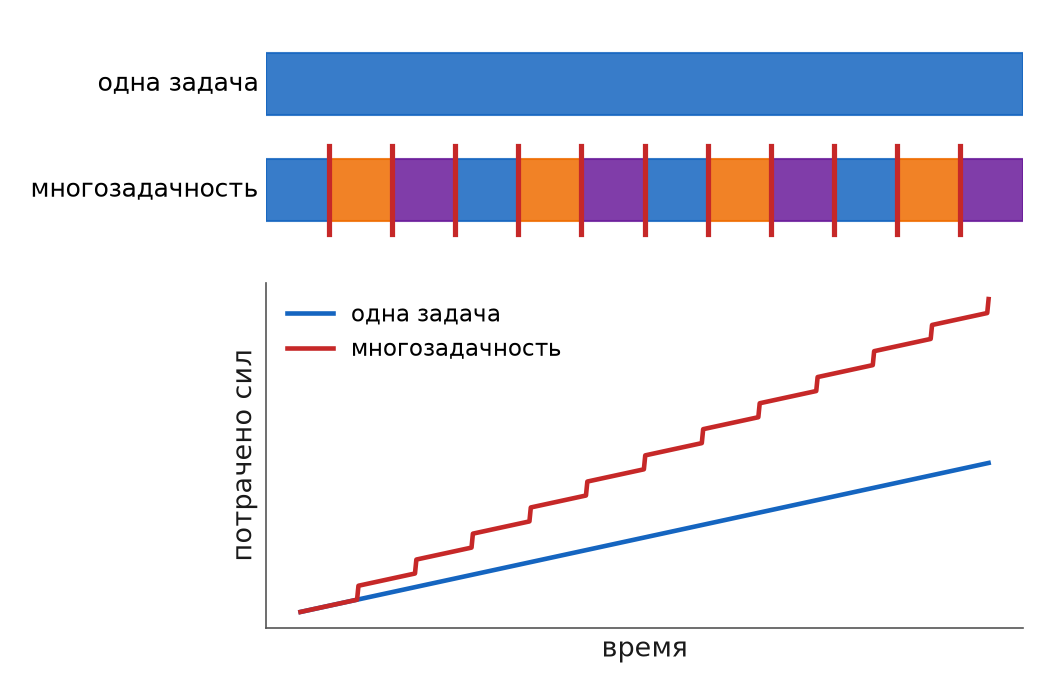 одна задача
многозадачность
одна задача
многозадачность
потрачено сил
время